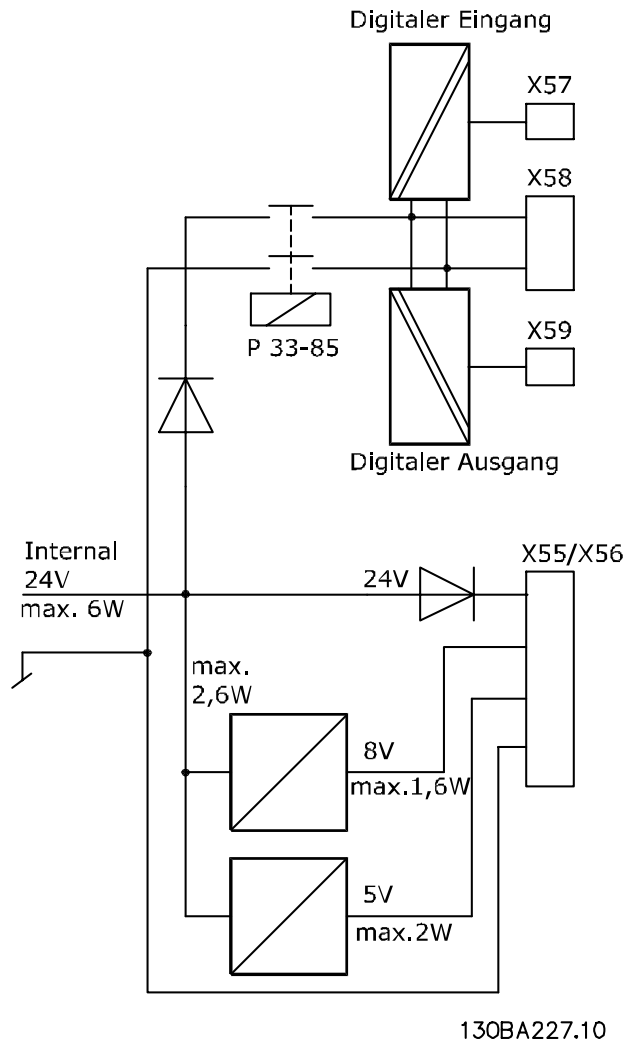 Digitaler Eingang
X57
X58
X59
P 33-85
Digitaler Ausgang
Internal
24V
max. 6W
24V
X55/X56
max.
2,6W
8V
max.1,6W
5V
max.2W
130BA227.10